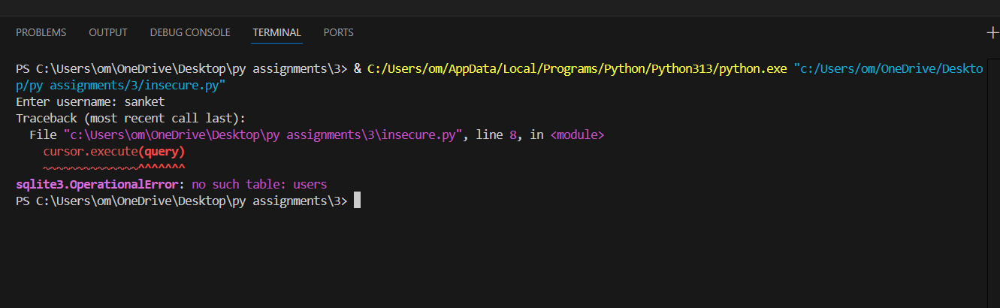 PROBLEMS OUTPUT DEBUG CONSOLE TERMINAL PORTS
PS C:\Users\om\OneDrive\Desktop\py assignments\3> & C:/Users/om/AppData/Local/Programs/Python/Python313/python.exe "c:/Users/om/OneDrive/Deskto
p/py assignments/3/insecure.py"
Enter username: sanket
Traceback (most recent call last):
  File "c:\Users\om\OneDrive\Desktop\py assignments\3\insecure.py", line 8, in <module>
    cursor.execute(query)
    ~~~~~~~~~~~~~~^^^^^^^
sqlite3.OperationalError: no such table: users
PS C:\Users\om\OneDrive\Desktop\py assignments\3>